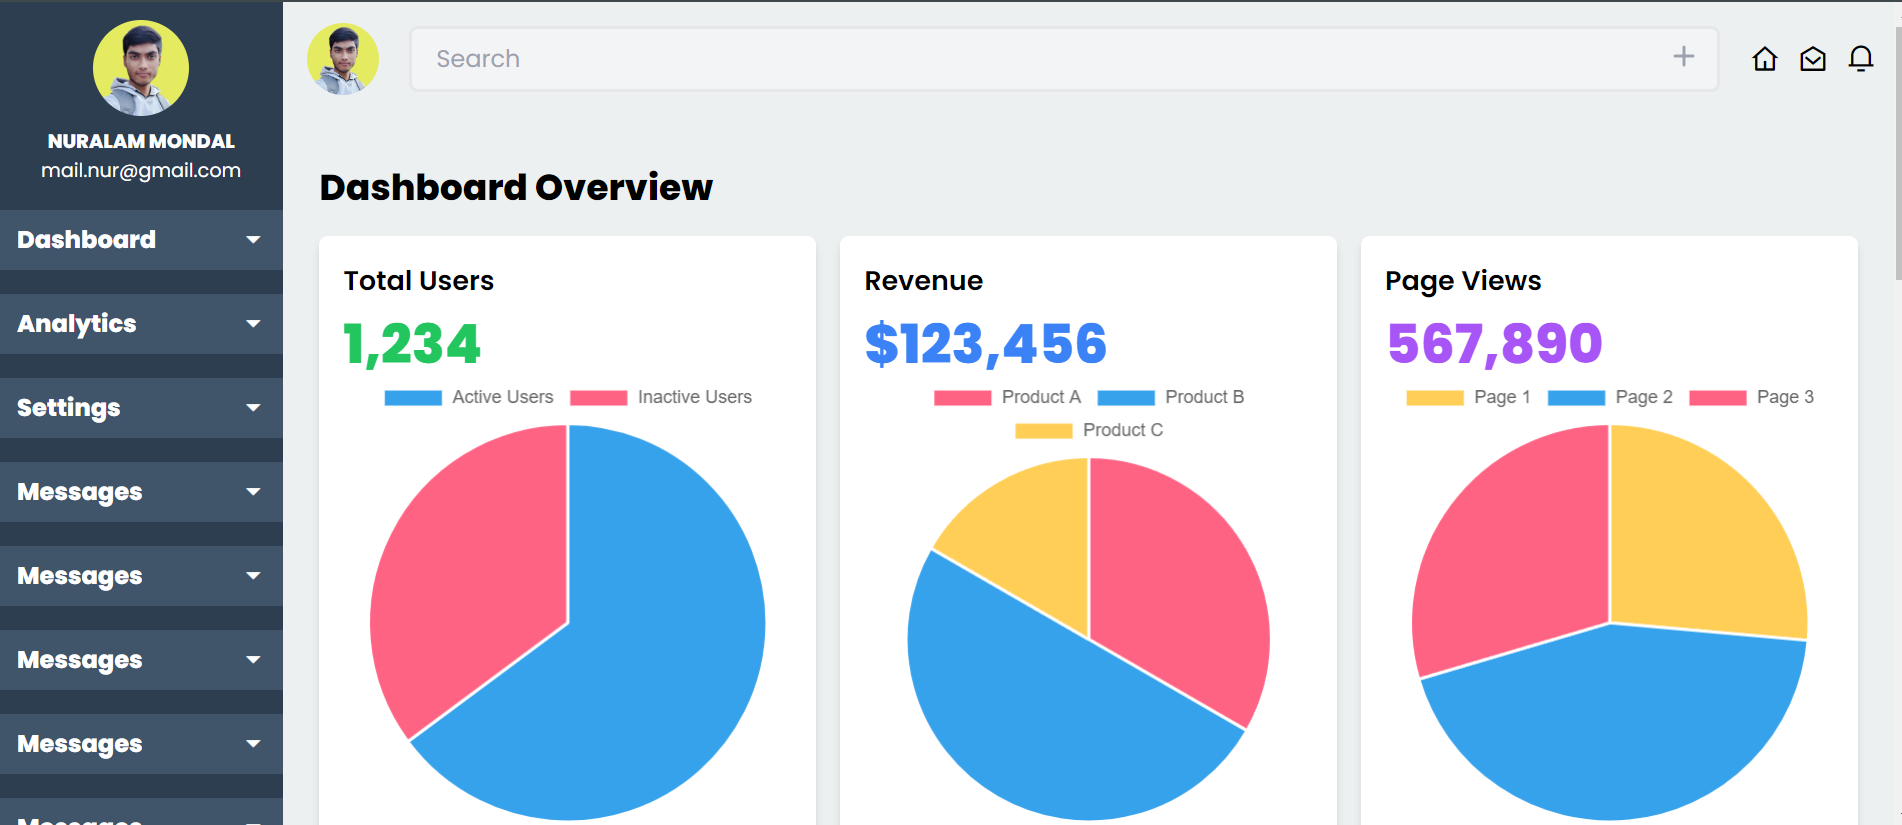 NURALAM MONDAL
mail.nur@gmail.com
Dashboard
Analytics
Settings
Messages
Messages
Messages
Messages
Messages
Search
Dashboard Overview
Total Users
1,234
Active Users Inactive Users
Revenue
$123,456
Product A Product B
Product C
Page Views
567,890
Page 1 Page 2 Page 3